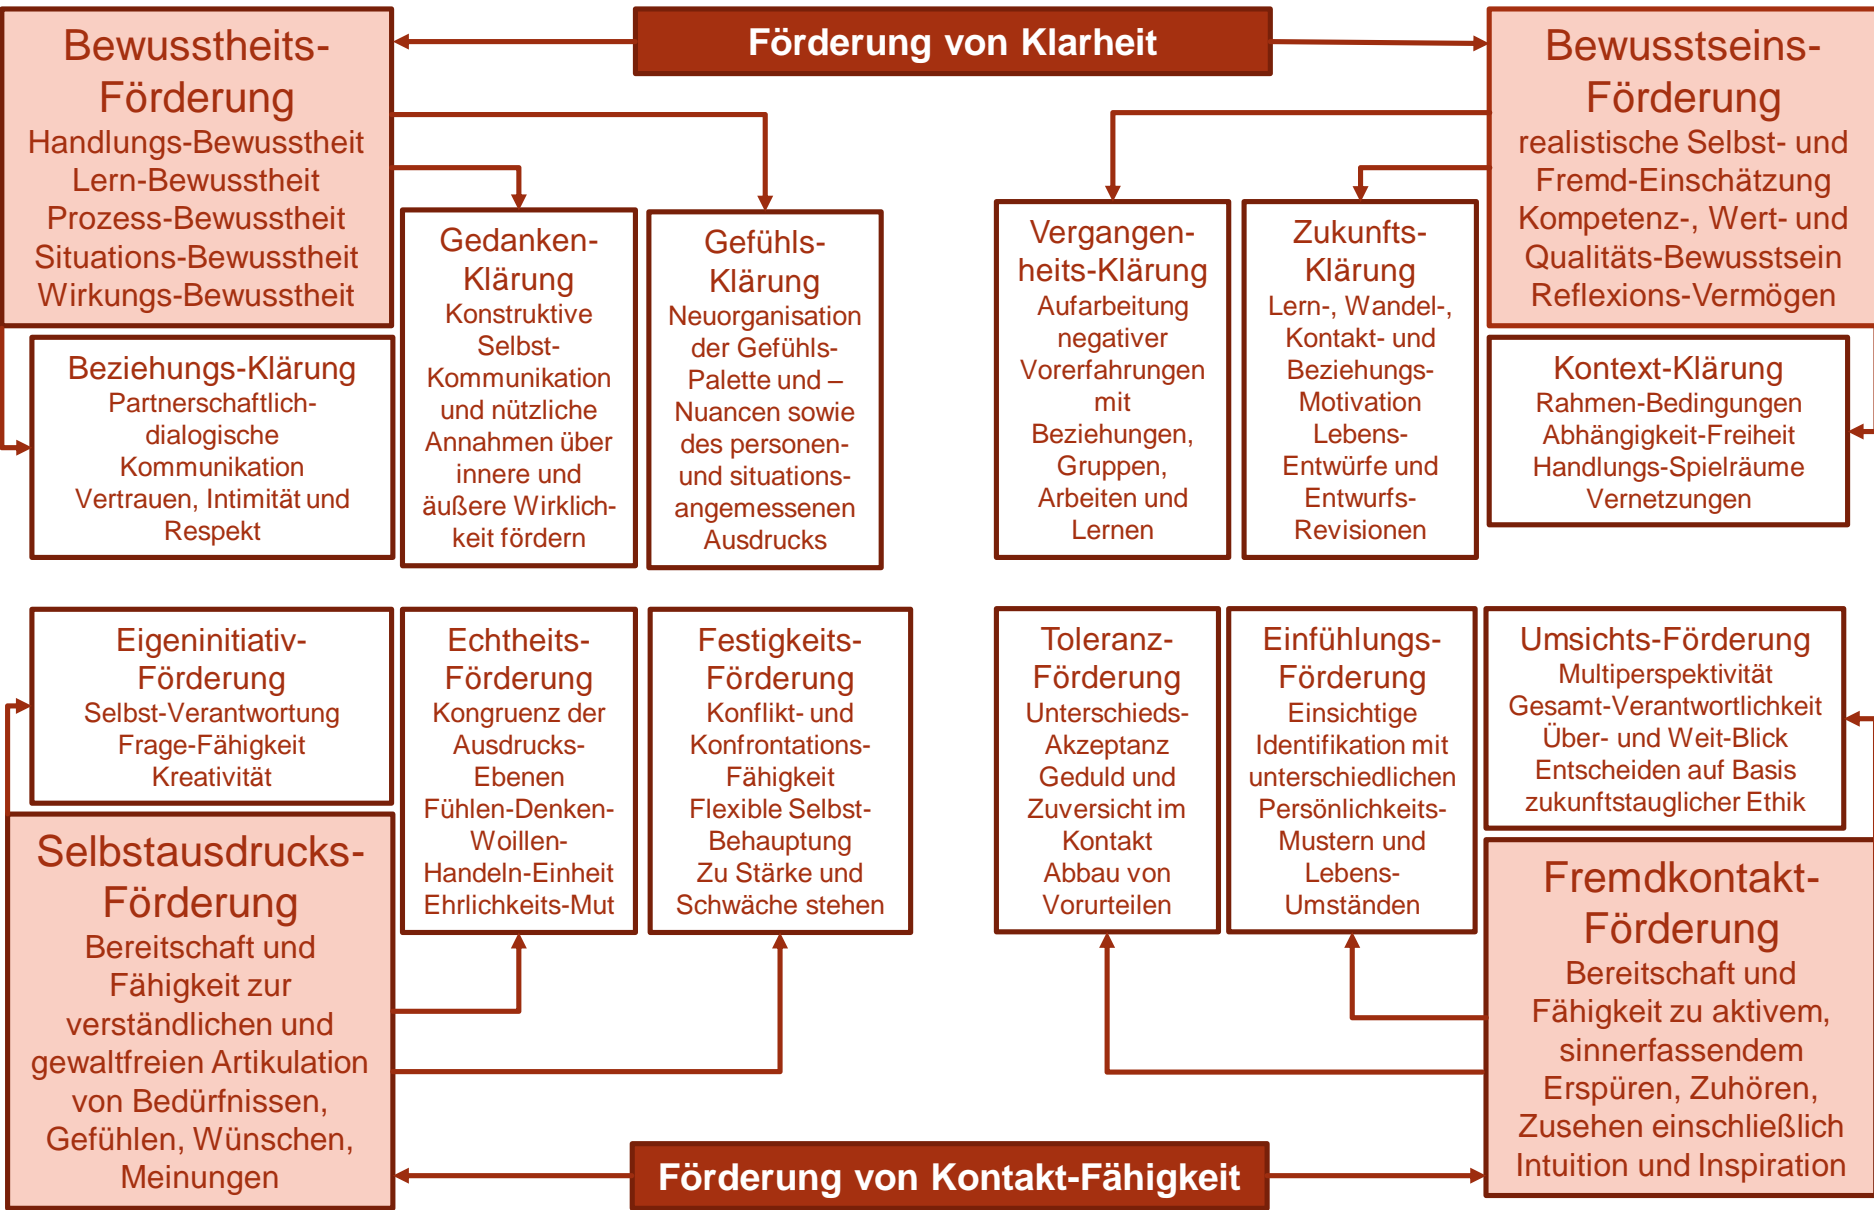 Förderung von Klarheit
Bewusstheits-
Förderung
Handlungs-Bewusstheit
Lern-Bewusstheit
Prozess-Bewusstheit
Situations-Bewusstheit
Wirkungs-Bewusstheit
Bewusstseins-
Förderung
realistische Selbst- und
Fremd-Einschätzung
Kompetenz-, Wert- und
Qualitäts-Bewusstsein
Reflexions-Vermögen
Beziehungs-Klärung
Partnerschaftlich-
dialogische
Kommunikation
Vertrauen, Intimität und
Respekt
Gedanken-
Klärung
Konstruktive
Selbst-
Kommunikation
und nützliche
Annahmen über
innere und
äußere Wirklich-
keit fördern
Gefühls-
Klärung
Neuorganisation
der Gefühls-
Palette und –
Nuancen sowie
des personen-
und situations-
angemessenen
Ausdrucks
Vergangen-
heits-Klärung
Aufarbeitung
negativer
Vorerfahrungen
mit
Beziehungen,
Gruppen,
Arbeiten und
Lernen
Zukunfts-
Klärung
Lern-, Wandel-,
Kontakt- und
Beziehungs-
Motivation
Lebens-
Entwürfe und
Entwurfs-
Revisionen
Kontext-Klärung
Rahmen-Bedingungen
Abhängigkeit-Freiheit
Handlungs-Spielräume
Vernetzungen
Eigeninitiativ-
Förderung
Selbst-Verantwortung
Frage-Fähigkeit
Kreativität
Echtheits-
Förderung
Kongruenz der
Ausdrucks-
Ebenen
Fühlen-Denken-
Woillen-
Handeln-Einheit
Ehrlichkeits-Mut
Festigkeits-
Förderung
Konflikt- und
Konfrontations-
Fähigkeit
Flexible Selbst-
Behauptung
Zu Stärke und
Schwäche stehen
Toleranz-
Förderung
Unterschieds-
Akzeptanz
Geduld und
Zuversicht im
Kontakt
Abbau von
Vorurteilen
Einfühlungs-
Förderung
Einsichtige
Identifikation mit
unterschiedlichen
Persönlichkeits-
Mustern und
Lebens-
Umständen
Umsichts-Förderung
Multiperspektivität
Gesamt-Verantwortlichkeit
Über- und Weit-Blick
Entscheiden auf Basis
zukunftstauglicher Ethik
Selbstausdrucks-
Förderung
Bereitschaft und
Fähigkeit zur
verständlichen und
gewaltfreien Artikulation
von Bedürfnissen,
Gefühlen, Wünschen,
Meinungen
Fremdkontakt-
Förderung
Bereitschaft und
Fähigkeit zu aktivem,
sinnerfassendem
Erspüren, Zuhören,
Zusehen einschließlich
Intuition und Inspiration
Förderung von Kontakt-Fähigkeit